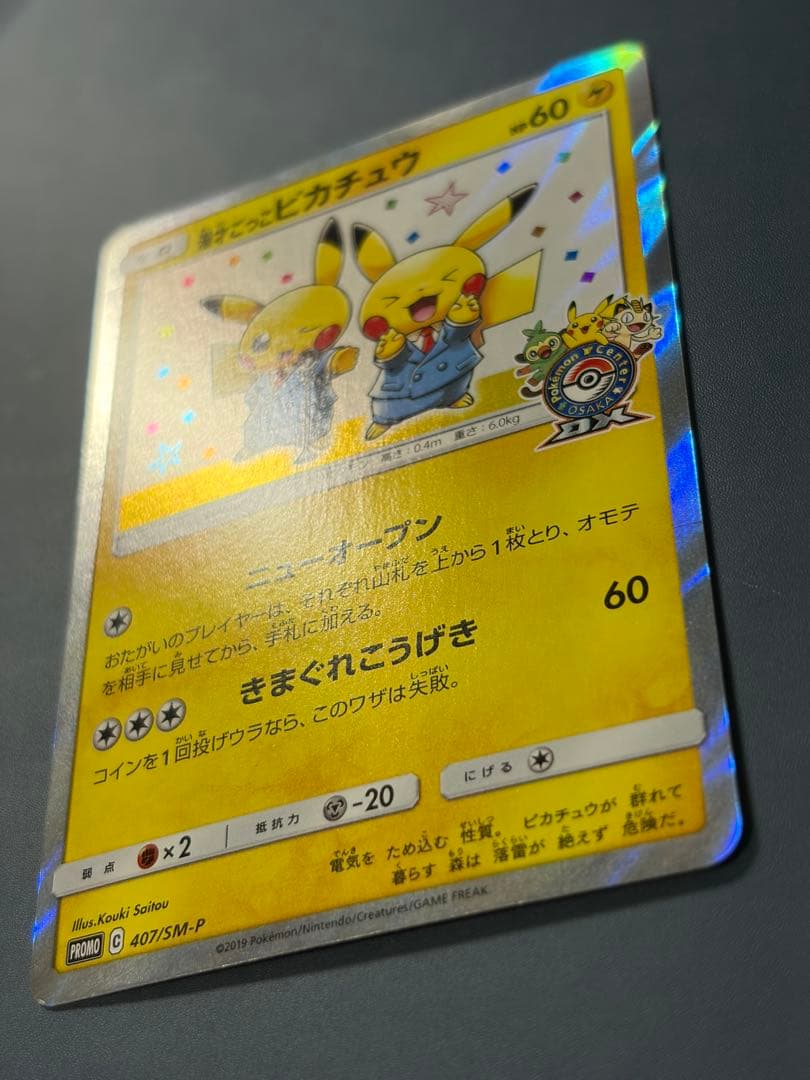 漫才ごっこピカチュウ
HP60
Pokémon Center
OSAKA
DX
高さ:0.4m 重さ:6.0kg
ニューオープン
おたがいのプレイヤーは、それぞれ山札を上から1枚とり、オモテ
を相手に見せてから、手札に加える。
きまぐれこうげき 60
コインを1回投げウラなら、このワザは失敗。
弱点 ×2 抵抗力 -20 にげる
電気を ため込む 性質。 ピカチュウが 群れて
暮らす 森は 落雷が 絶えず 危険だ。
Illus.Kouki Saitou
PROMO C 407/SM-P ©2019 Pokémon/Nintendo/Creatures/GAME FREAK